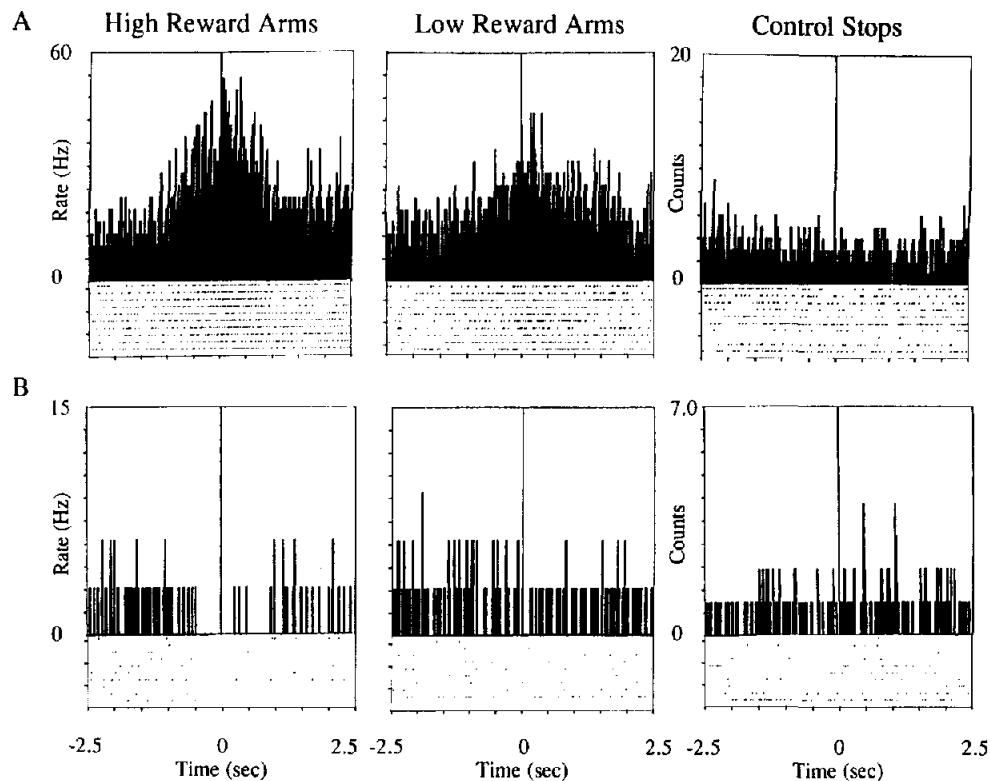 A
High Reward Arms
Low Reward Arms
Control Stops
60
Rate (Hz)
0
20
Counts
0
B
15
Rate (Hz)
0
7.0
Counts
0
-2.5 0 2.5
Time (sec)
-2.5 0 2.5
Time (sec)
-2.5 0 2.5
Time (sec)